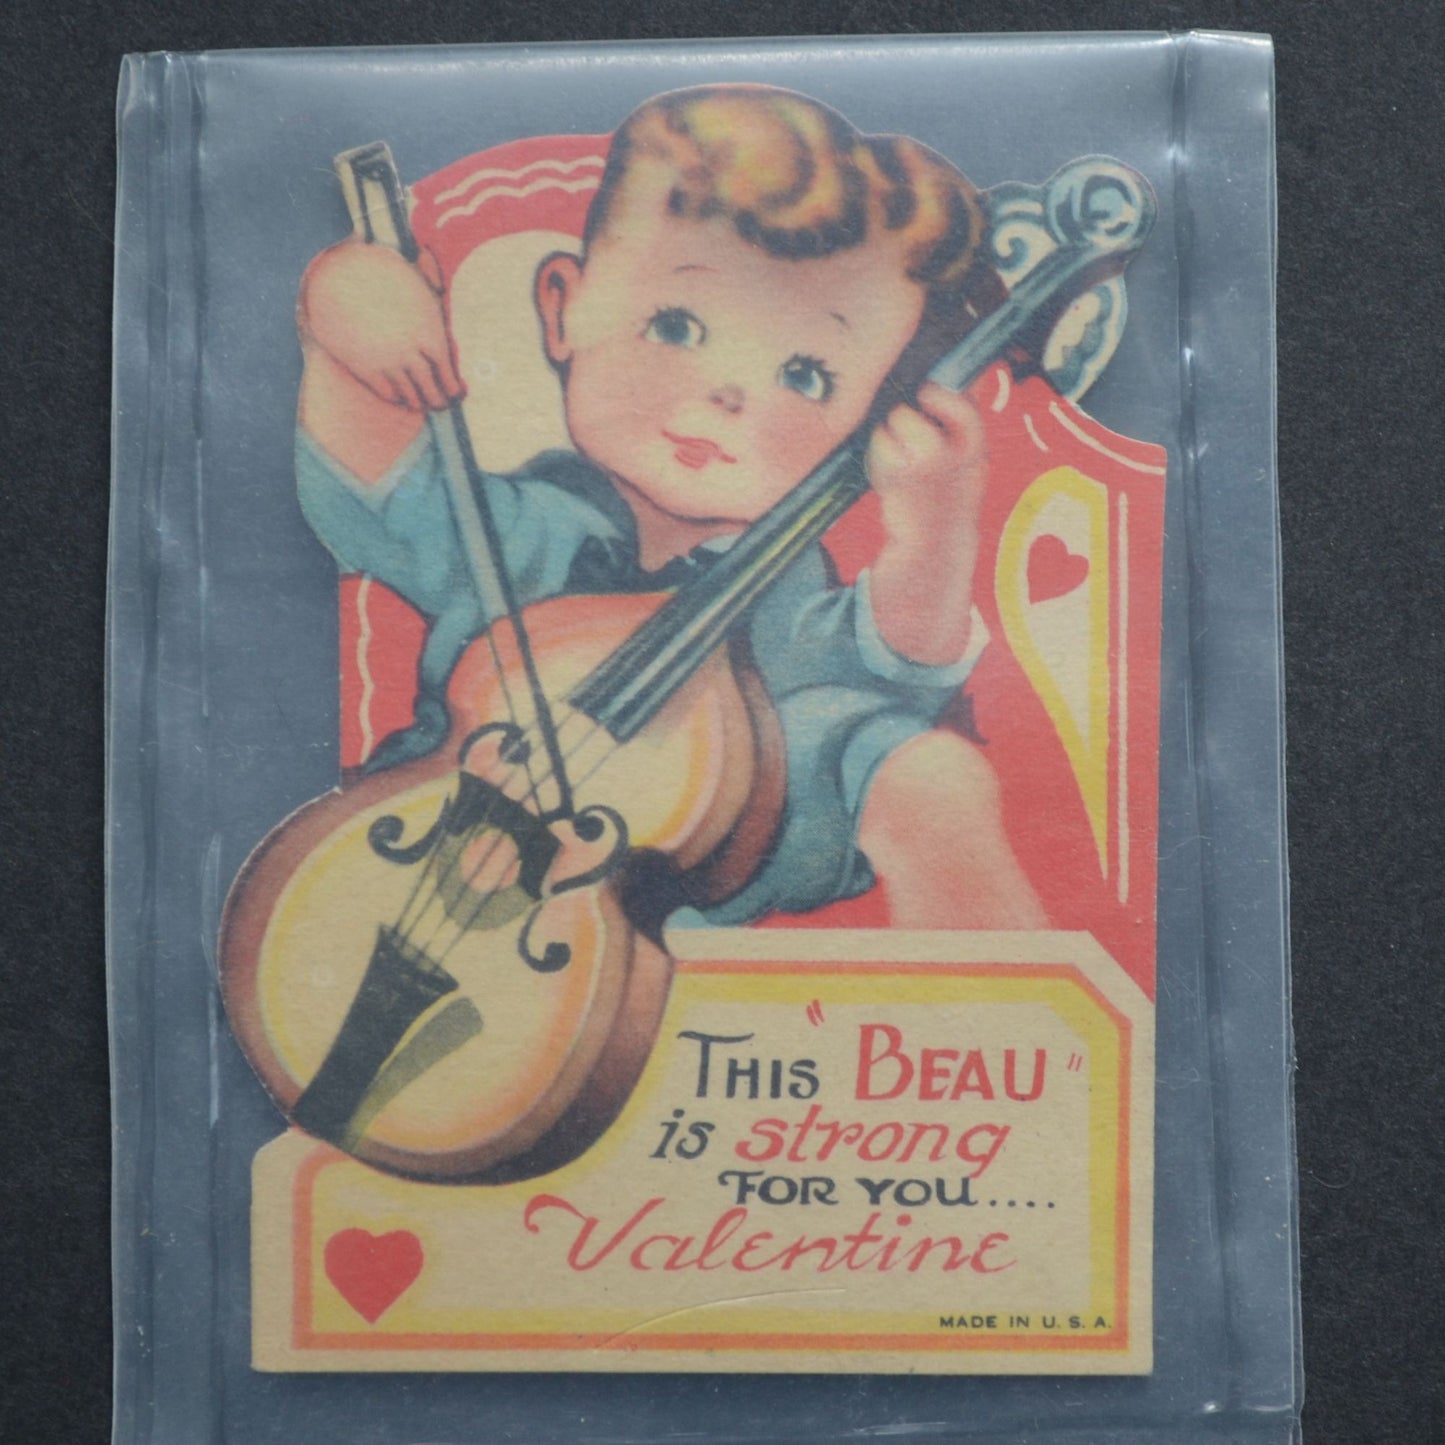 THIS "BEAU"
is strong
FOR YOU....
Valentine
MADE IN U.S.A.